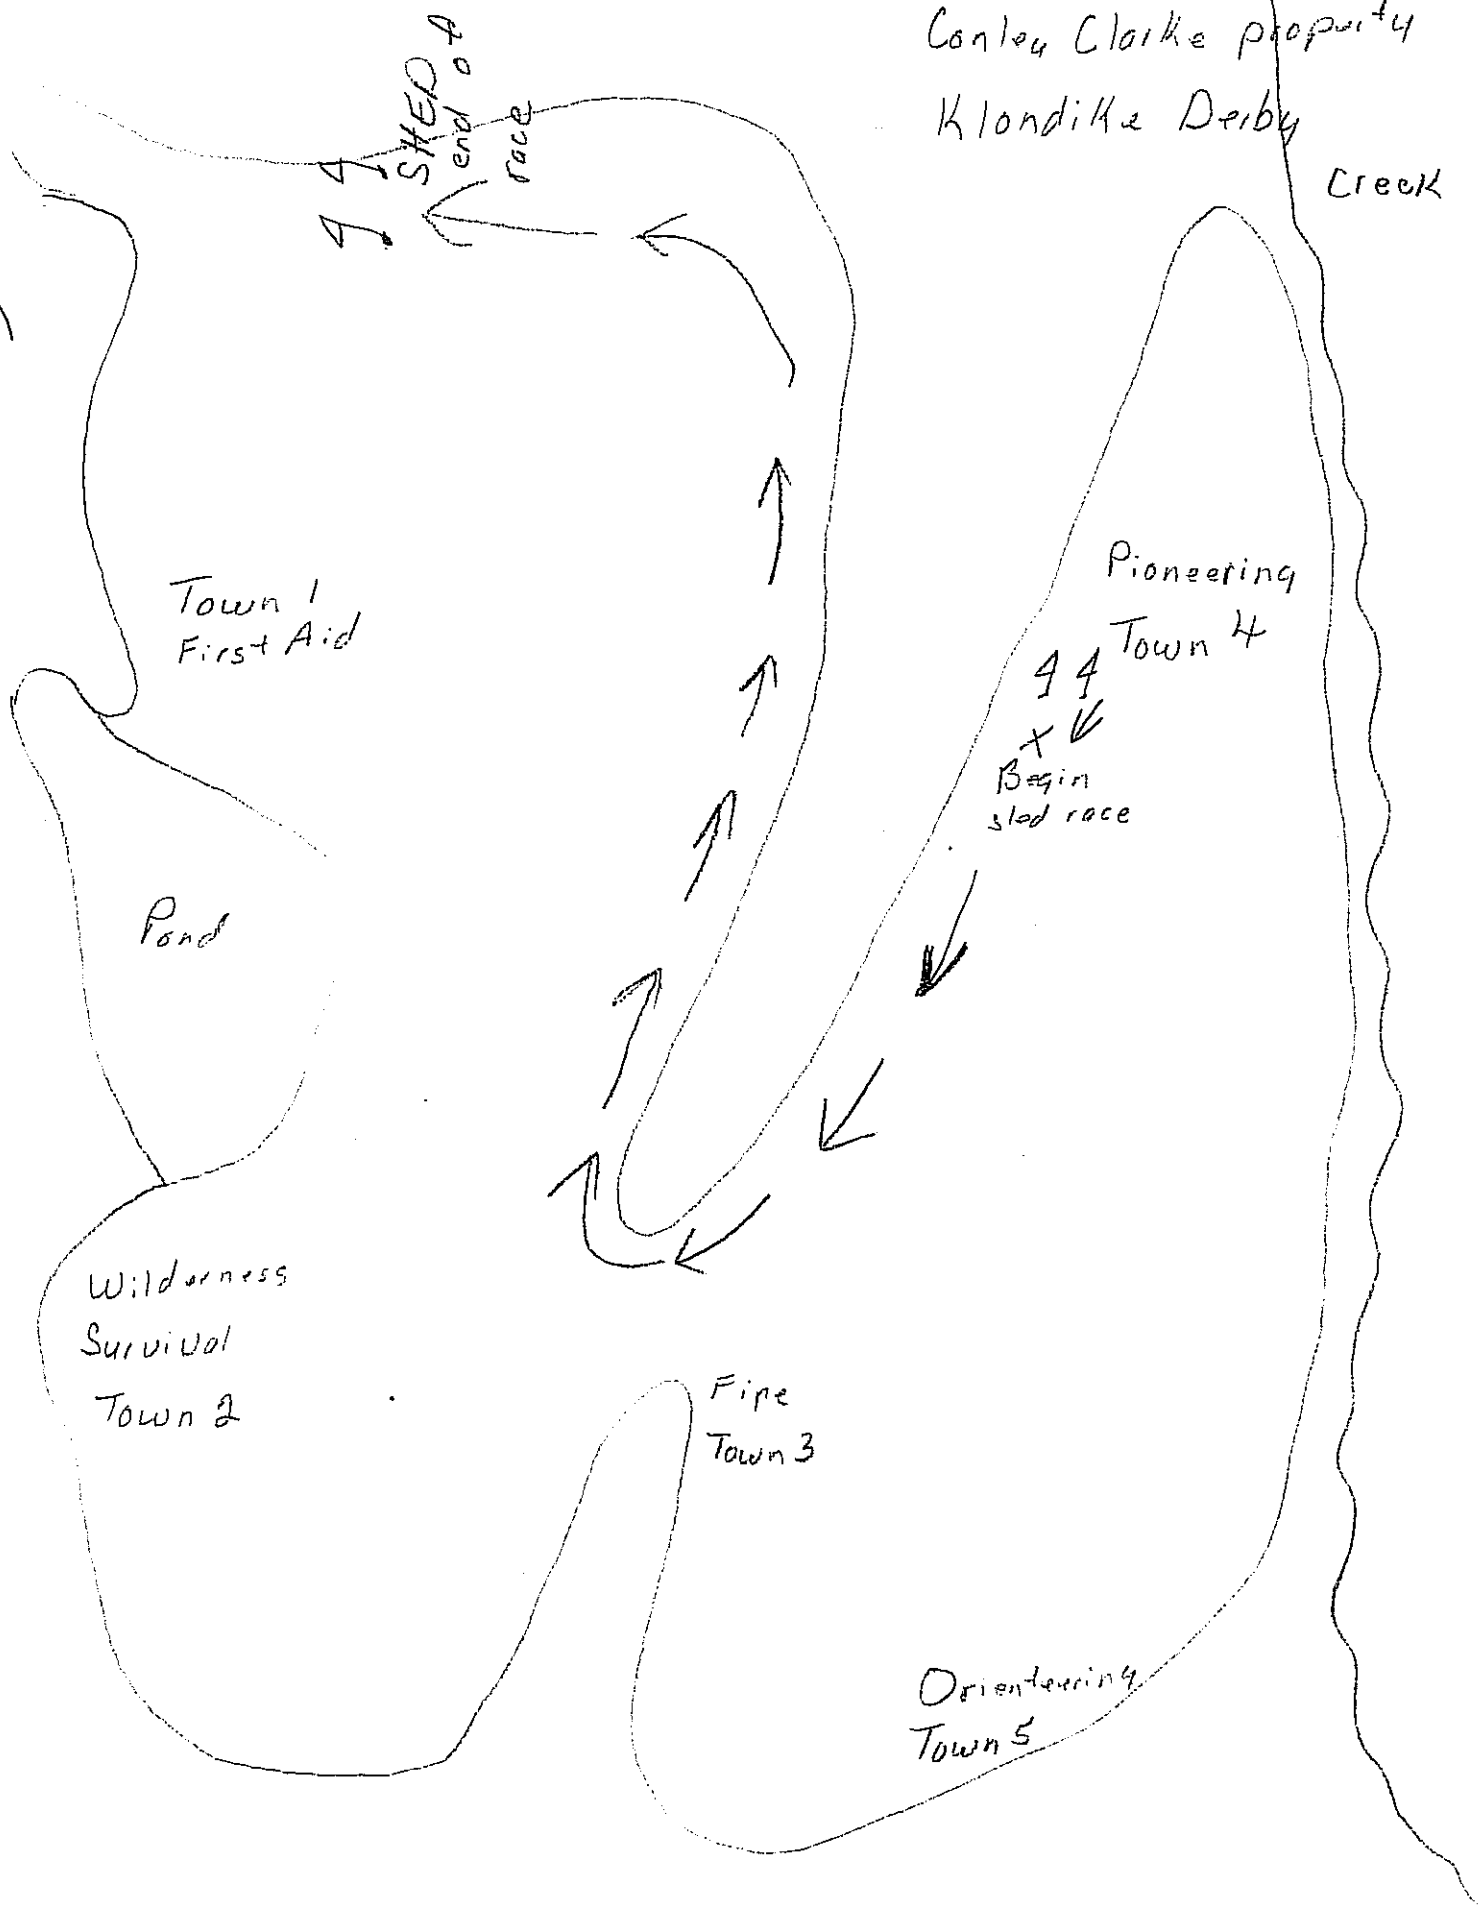 Conley Clarke property
Klondike Derby
Creek
SHED
end of
race
Town 1
First Aid
Pioneering
Town 4
X
Begin
sled race
Pond
Wilderness
Survival
Town 2
Fire
Town 3
Orienteering
Town 5